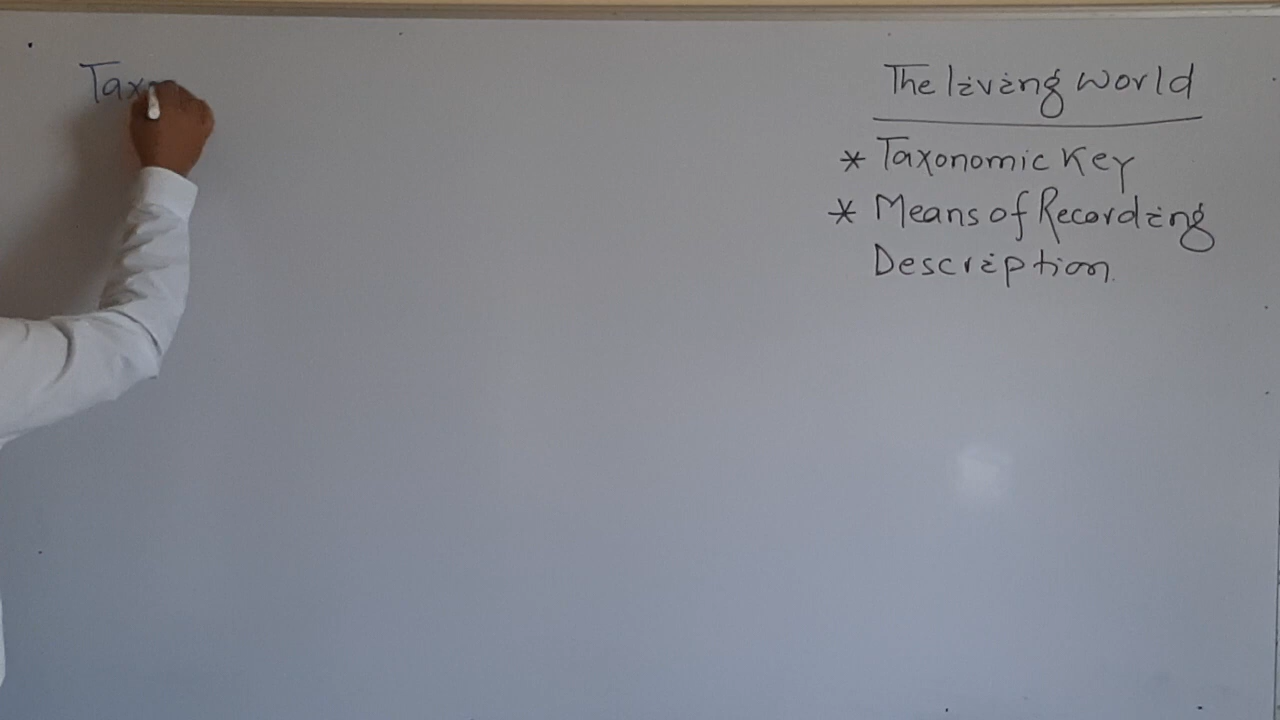 Tax
The living world
* Taxonomic Key
* Means of Recording
Description.